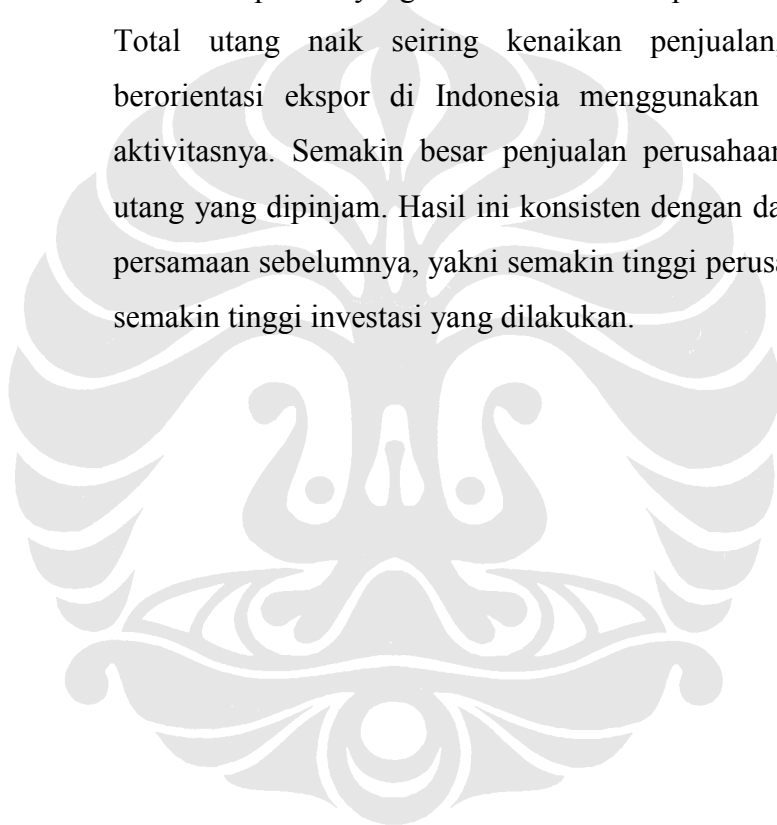 Total utang naik seiring kenaikan penjualan,
berorientasi ekspor di Indonesia menggunakan
aktivitasnya. Semakin besar penjualan perusahaan
utang yang dipinjam. Hasil ini konsisten dengan da
persamaan sebelumnya, yakni semakin tinggi perusa
semakin tinggi investasi yang dilakukan.